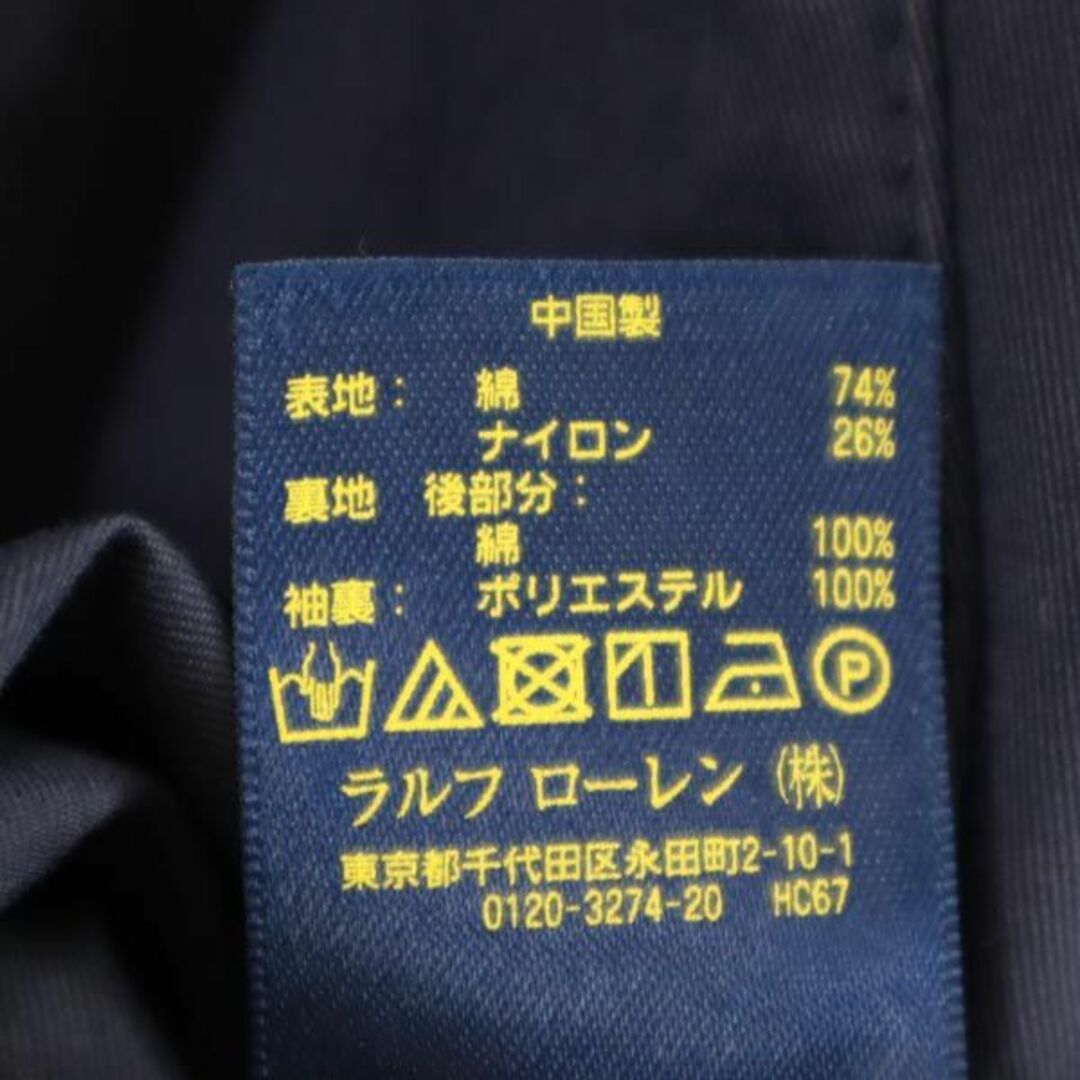 中国製
表地： 綿 74%
ナイロン 26%
裏地 後部分：
綿 100%
袖裏： ポリエステル 100%
P
ラルフ ローレン (株)
東京都千代田区永田町2-10-1
0120-3274-20 HC67